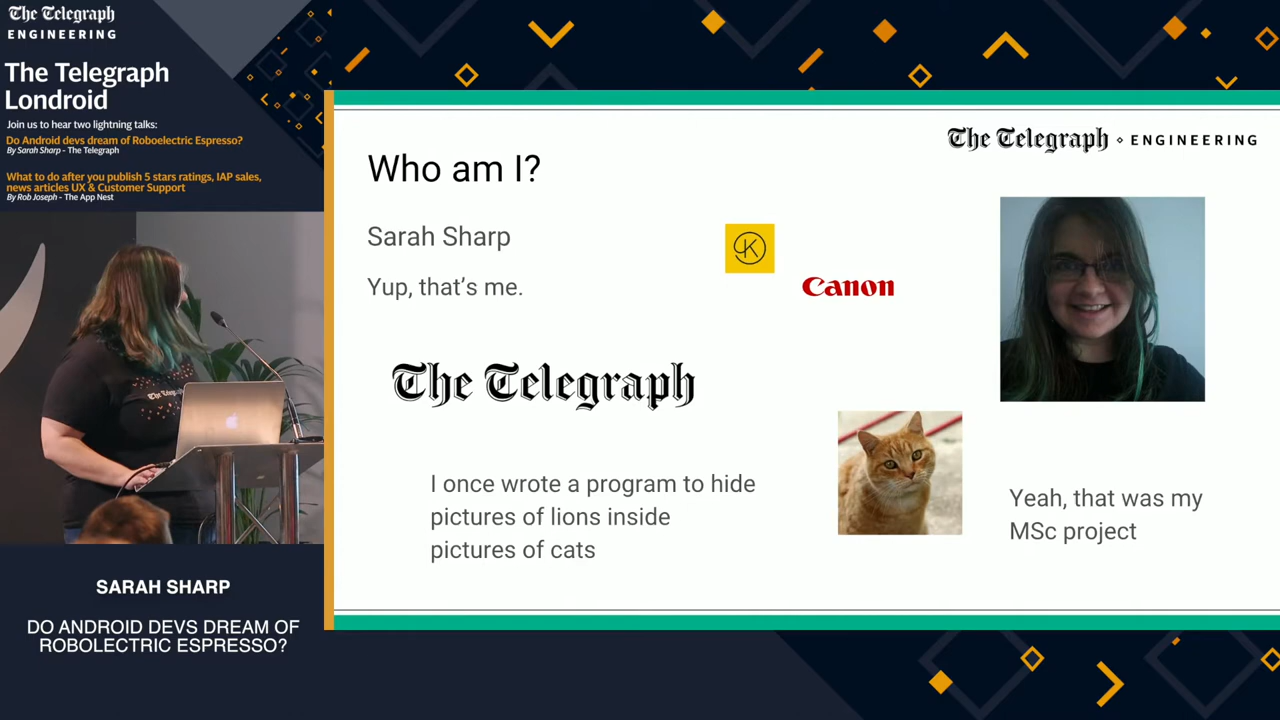 The Telegraph
ENGINEERING
The Telegraph
Londroid
Join us to hear two lightning talks:
Do Android devs dream of Roboelectric Espresso?
By Sarah Sharp - The Telegraph
What to do after you publish 5 stars ratings, IAP sales,
news articles UX & Customer Support
By Rob Joseph - The App Nest
SARAH SHARP
DO ANDROID DEVS DREAM OF
ROBOLECTRIC ESPRESSO?
The Telegraph ENGINEERING
Who am I?
Sarah Sharp
K
Yup, that's me.
Canon
The Telegraph
I once wrote a program to hide
pictures of lions inside
pictures of cats
Yeah, that was my
MSc project